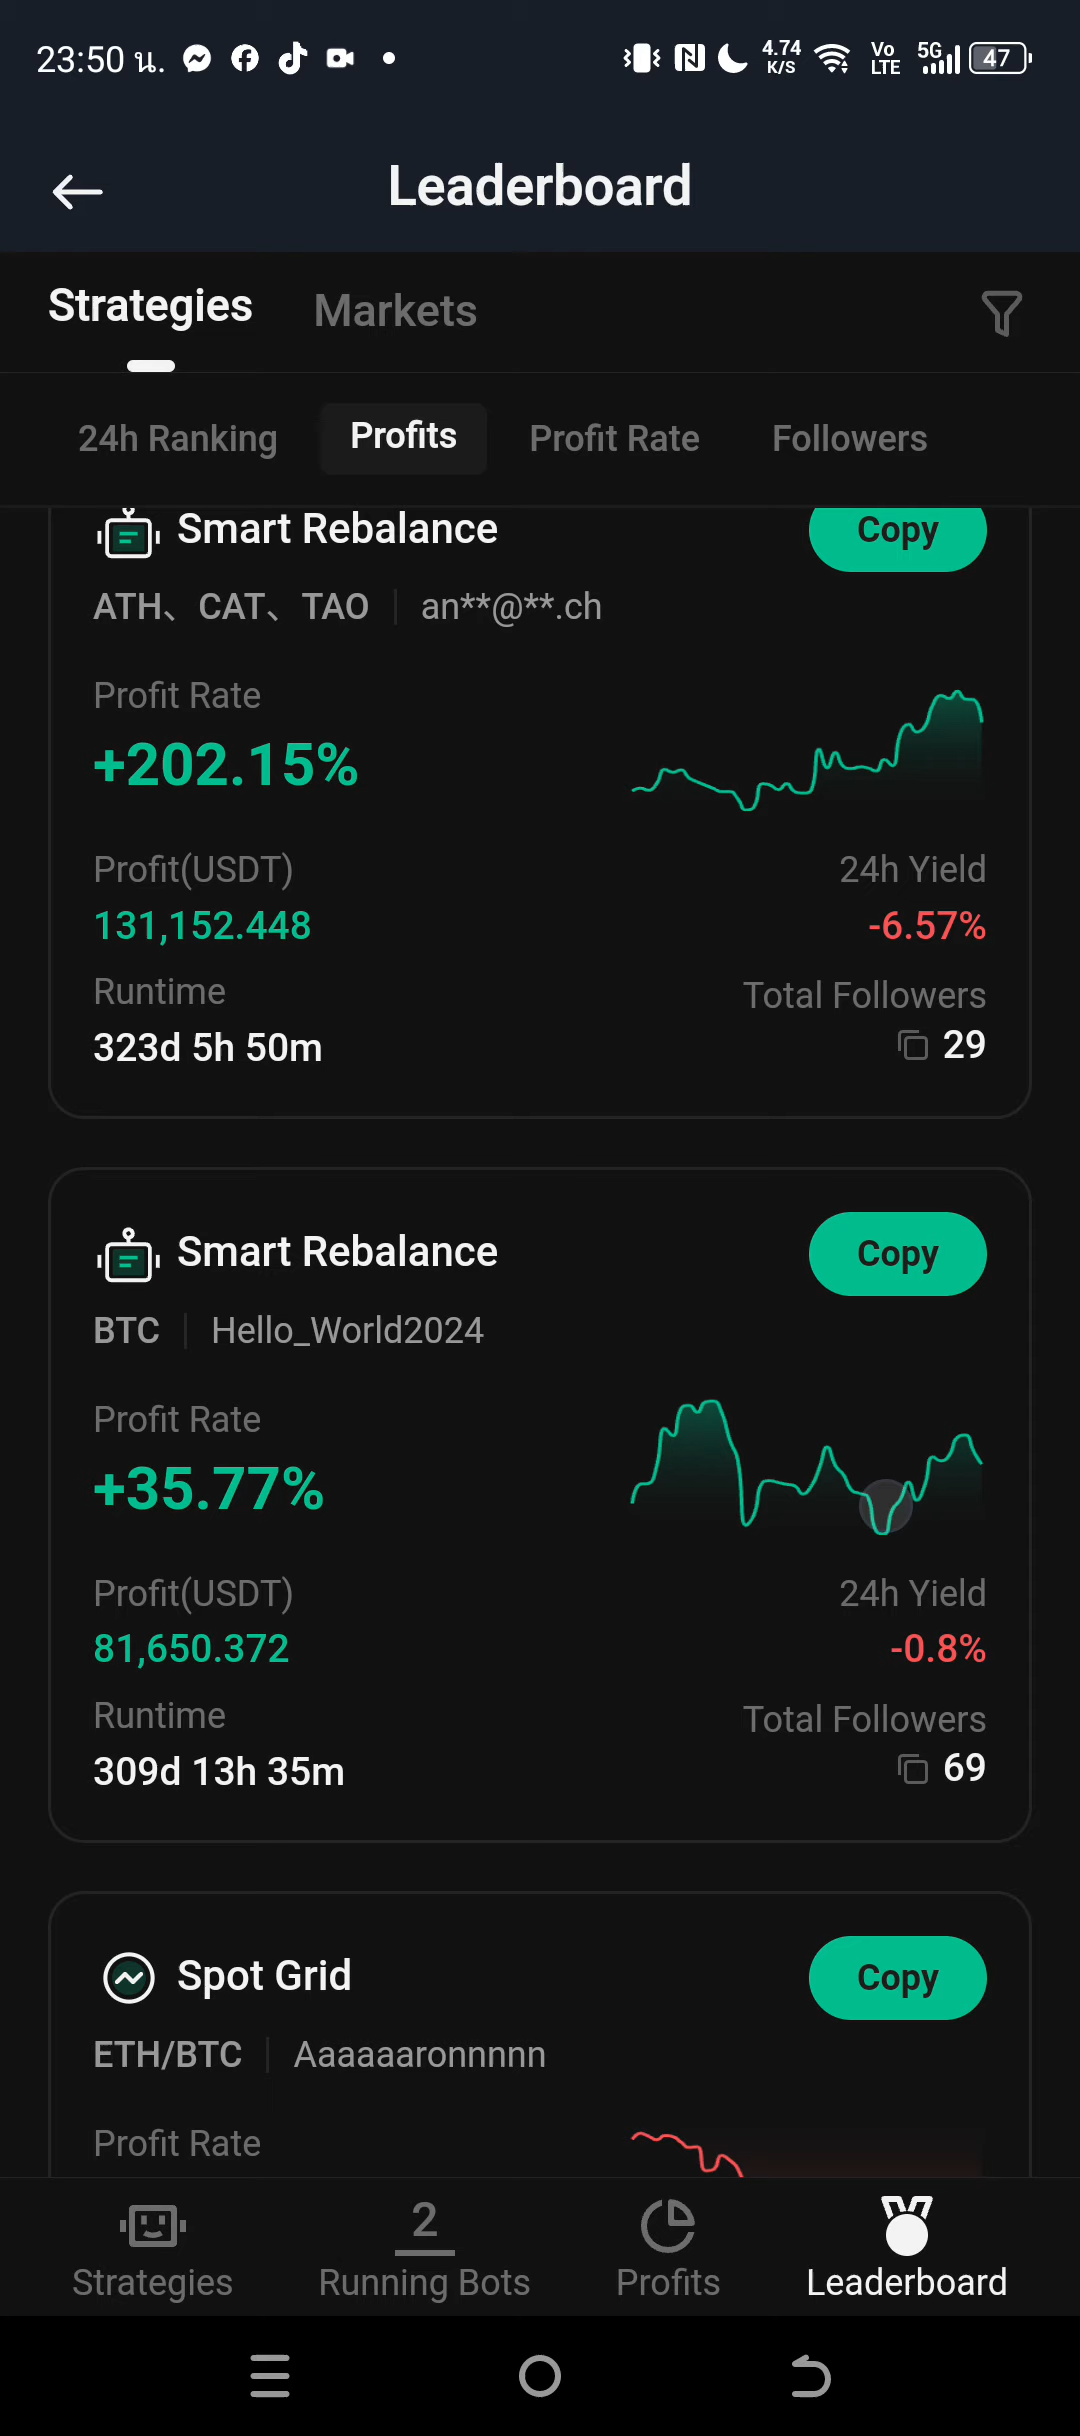 23:50 น.
4.74 K/S
Vo LTE
5G
47
Leaderboard
Strategies Markets
24h Ranking Profits Profit Rate Followers
Smart Rebalance Copy
ATH、CAT、TAO an**@**.ch
Profit Rate
+202.15%
Profit(USDT) 24h Yield
131,152.448 -6.57%
Runtime Total Followers
323d 5h 50m 29
Smart Rebalance Copy
BTC Hello_World2024
Profit Rate
+35.77%
Profit(USDT) 24h Yield
81,650.372 -0.8%
Runtime Total Followers
309d 13h 35m 69
Spot Grid Copy
ETH/BTC Aaaaaaronnnnn
Profit Rate
2
Strategies Running Bots Profits Leaderboard